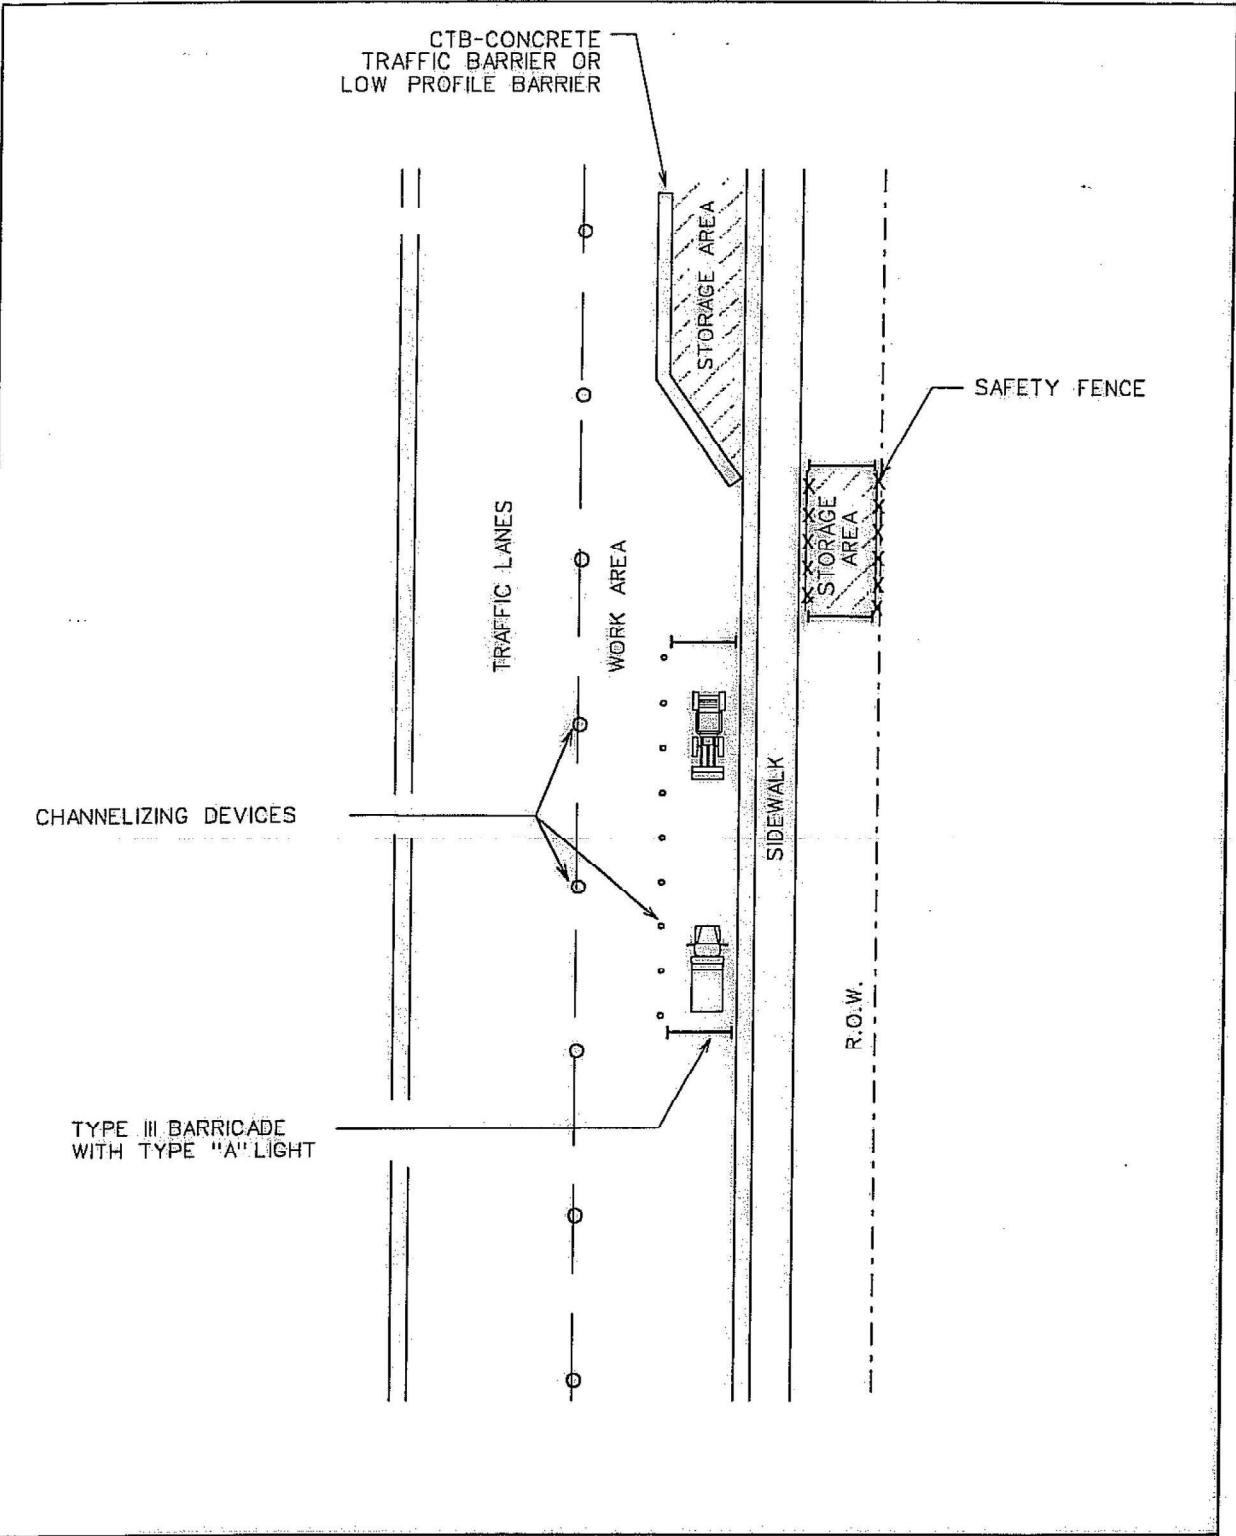 CTB-CONCRETE
TRAFFIC BARRIER OR
LOW PROFILE BARRIER
STORAGE AREA
SAFETY FENCE
STORAGE
AREA
TRAFFIC LANES
WORK AREA
CHANNELIZING DEVICES
SIDEWALK
R.O.W.
TYPE III BARRICADE
WITH TYPE "A" LIGHT